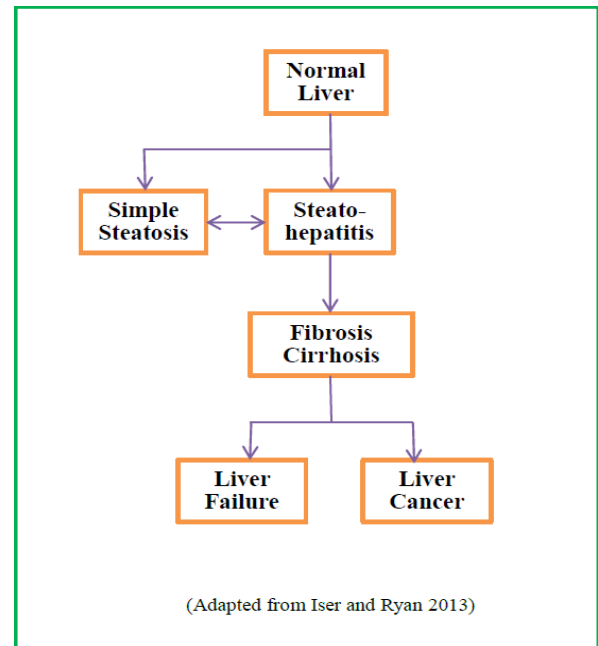 Normal
Liver
Simple
Steatosis
Steato-
hepatitis
Fibrosis
Cirrhosis
Liver
Failure
Liver
Cancer
(Adapted from Iser and Ryan 2013)